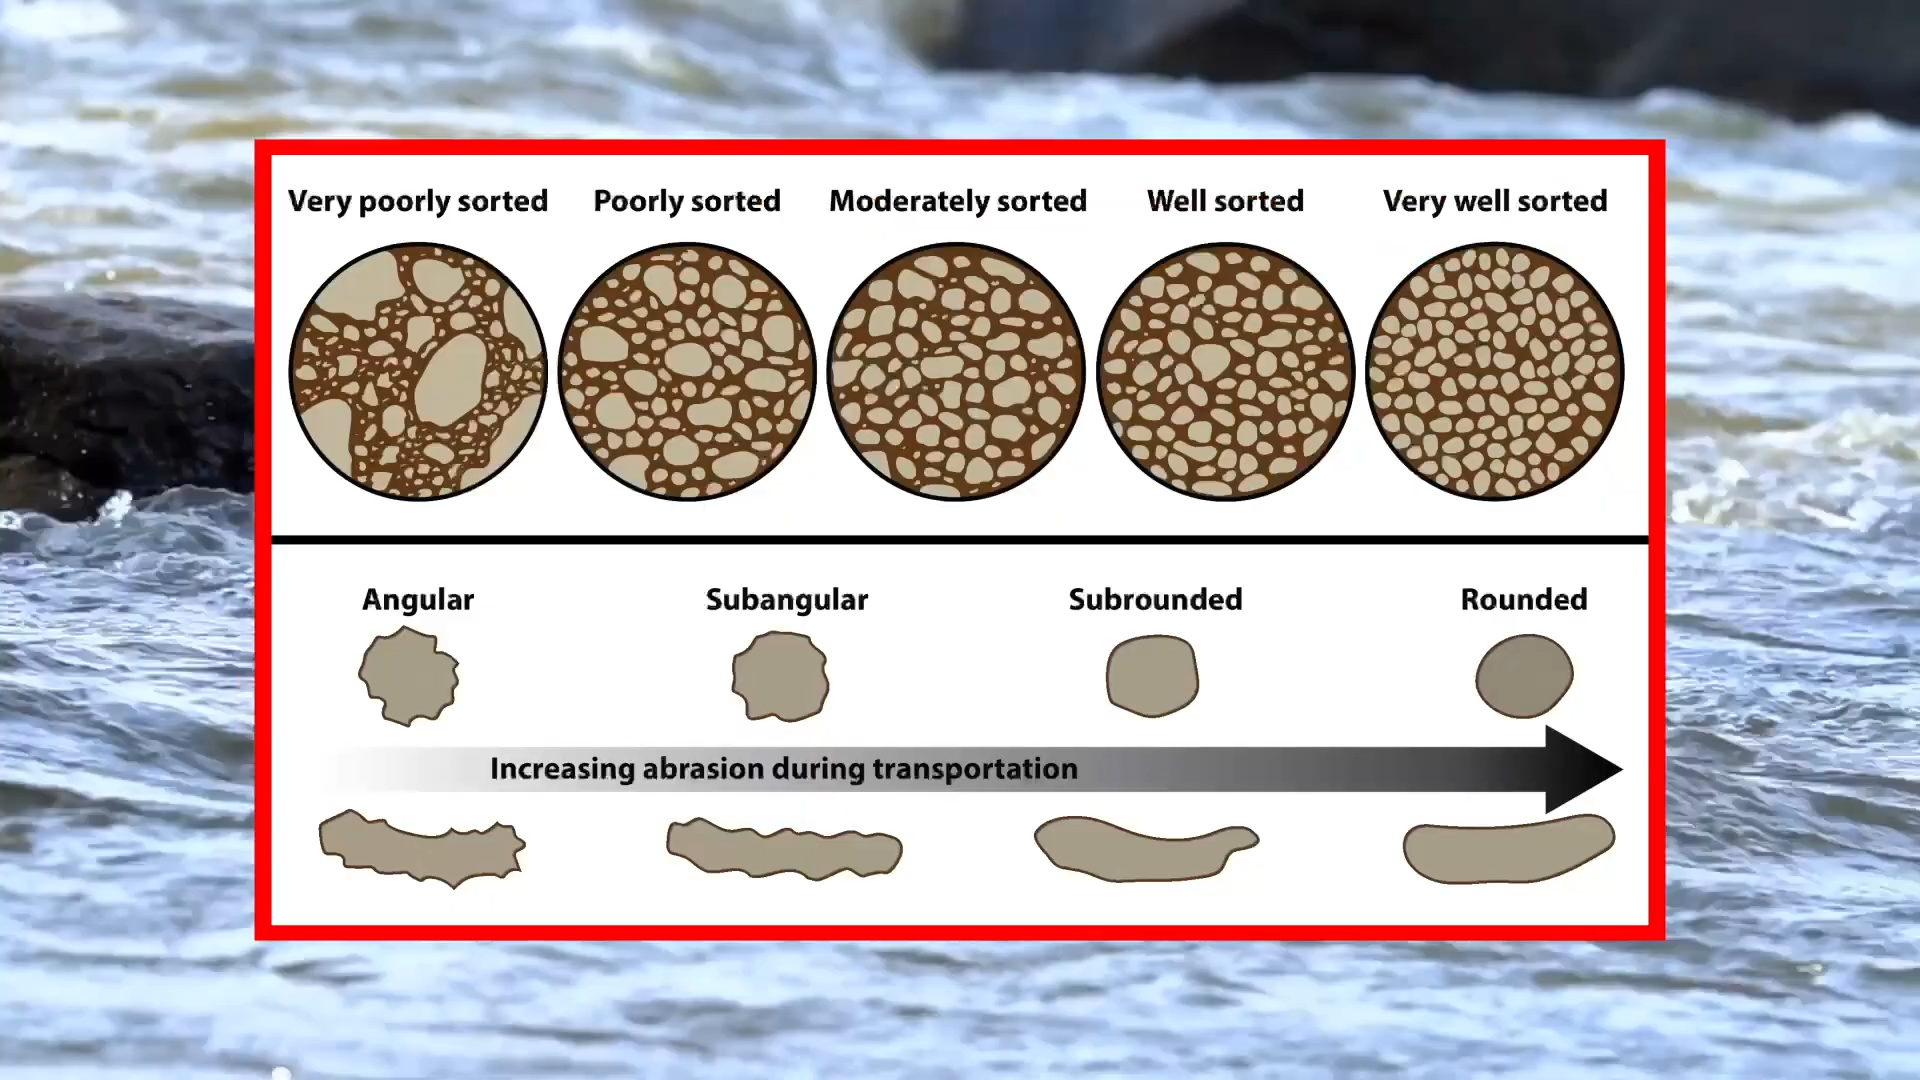 Very poorly sorted
Poorly sorted
Moderately sorted
Well sorted
Very well sorted
Angular
Subangular
Subrounded
Rounded
Increasing abrasion during transportation